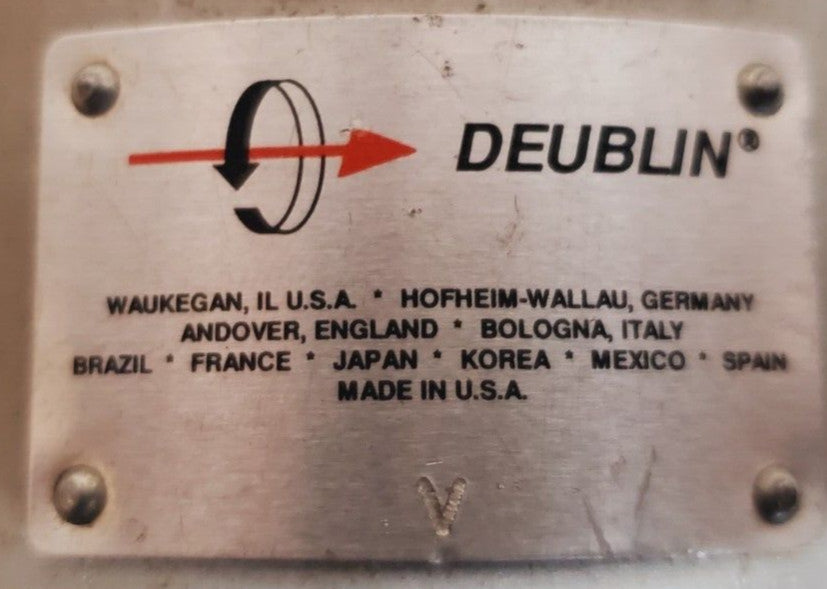 DEUBLIN®
WAUKEGAN, IL U.S.A. * HOFHEIM-WALLAU, GERMANY
ANDOVER, ENGLAND * BOLOGNA, ITALY
BRAZIL * FRANCE * JAPAN * KOREA * MEXICO * SPAIN
MADE IN U.S.A.
V